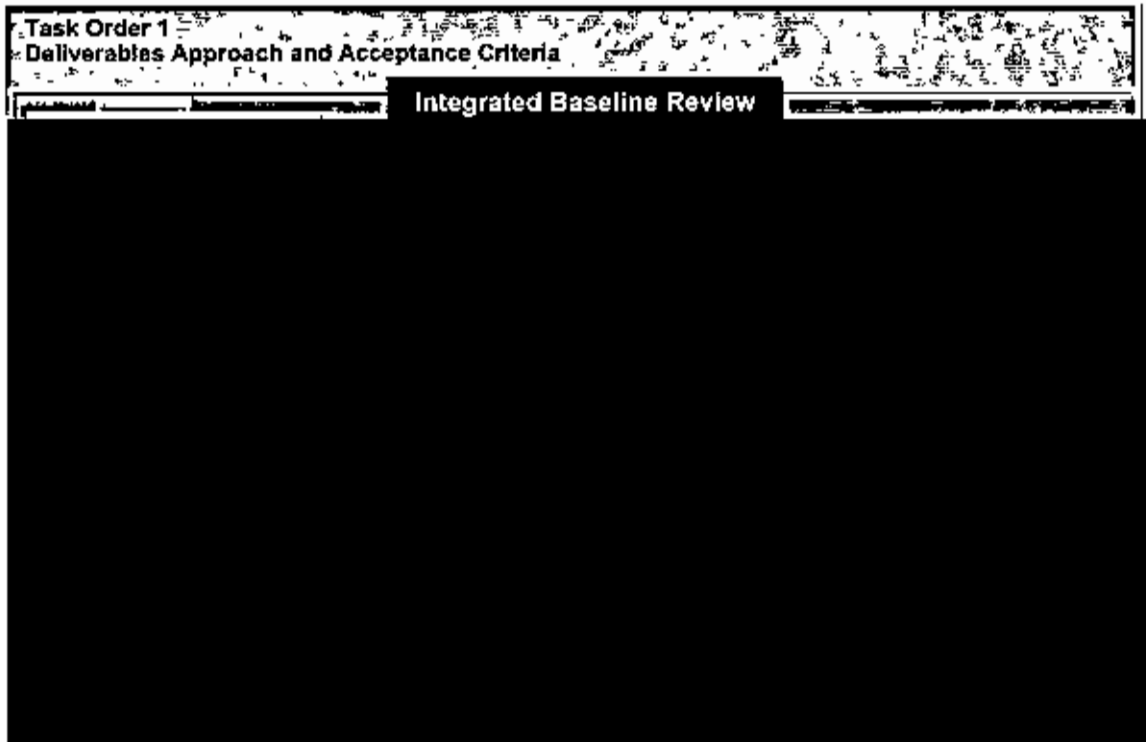 Task Order 1
Deliverables Approach and Acceptance Criteria
Integrated Baseline Review